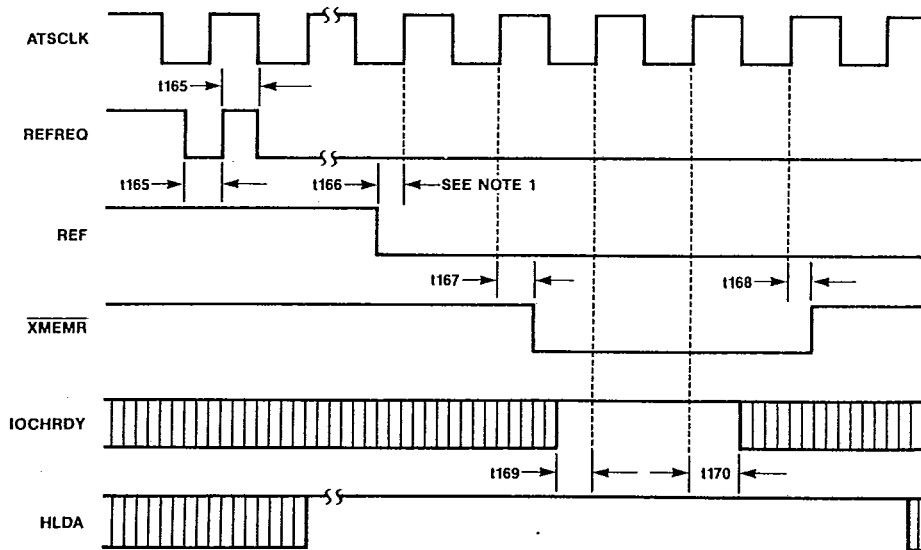 ATSCLK
t165
REFREQ
t165
t166
SEE NOTE 1
REF
t167
t168
XMEMR
IOCHRDY
t169
t170
HLDA